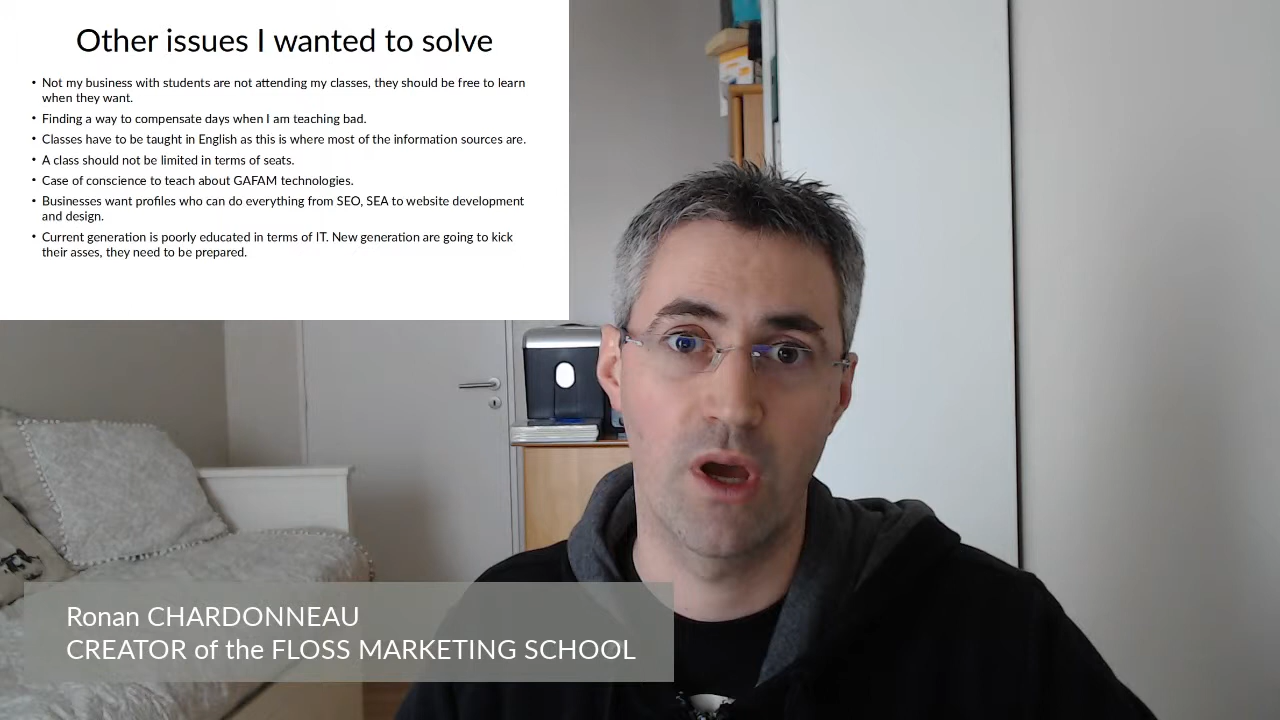 Other issues I wanted to solve
• Not my business with students are not attending my classes, they should be free to learn
when they want.
• Finding a way to compensate days when I am teaching bad.
• Classes have to be taught in English as this is where most of the information sources are.
• A class should not be limited in terms of seats.
• Case of conscience to teach about GAFAM technologies.
• Businesses want profiles who can do everything from SEO, SEA to website development
and design.
• Current generation is poorly educated in terms of IT. New generation are going to kick
their asses, they need to be prepared.
Ronan CHARDONNEAU
CREATOR of the FLOSS MARKETING SCHOOL